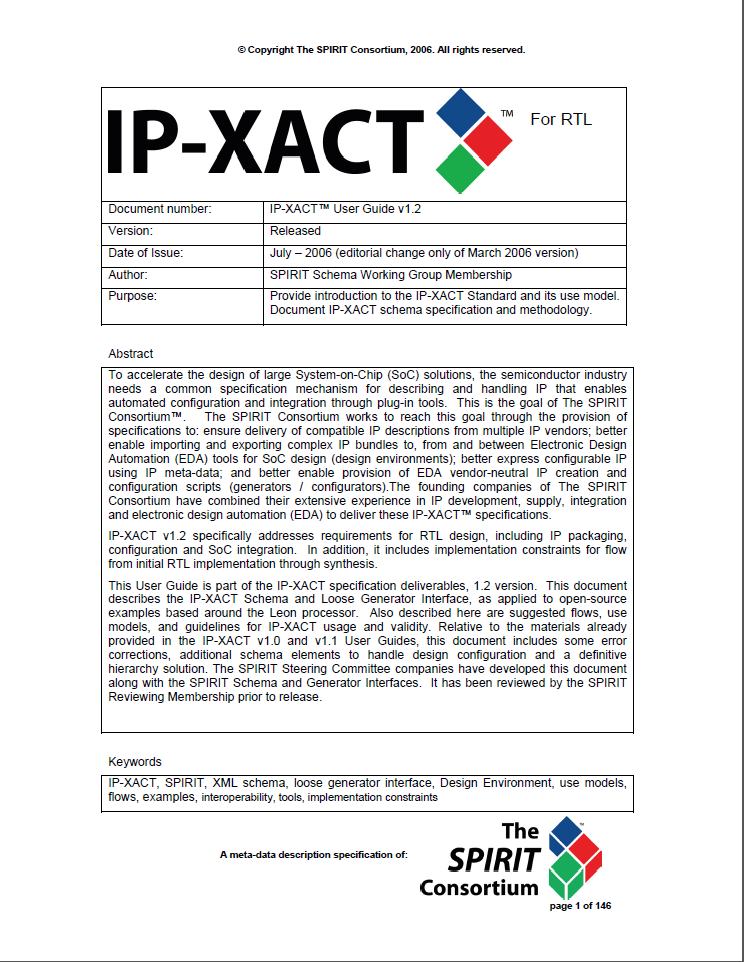 © Copyright The SPIRIT Consortium, 2006. All rights reserved.
IP-XACT ™ For RTL
Document number: IP-XACT™ User Guide v1.2
Version: Released
Date of Issue: July – 2006 (editorial change only of March 2006 version)
Author: SPIRIT Schema Working Group Membership
Purpose: Provide introduction to the IP-XACT Standard and its use model.
Document IP-XACT schema specification and methodology.
Abstract
To accelerate the design of large System-on-Chip (SoC) solutions, the semiconductor industry
needs a common specification mechanism for describing and handling IP that enables
automated configuration and integration through plug-in tools. This is the goal of The SPIRIT
Consortium™. The SPIRIT Consortium works to reach this goal through the provision of
specifications to: ensure delivery of compatible IP descriptions from multiple IP vendors; better
enable importing and exporting complex IP bundles to, from and between Electronic Design
Automation (EDA) tools for SoC design (design environments); better express configurable IP
using IP meta-data; and better enable provision of EDA vendor-neutral IP creation and
configuration scripts (generators / configurators).The founding companies of The SPIRIT
Consortium have combined their extensive experience in IP development, supply, integration
and electronic design automation (EDA) to deliver these IP-XACT™ specifications.
IP-XACT v1.2 specifically addresses requirements for RTL design, including IP packaging,
configuration and SoC integration. In addition, it includes implementation constraints for flow
from initial RTL implementation through synthesis.
This User Guide is part of the IP-XACT specification deliverables, 1.2 version. This document
describes the IP-XACT Schema and Loose Generator Interface, as applied to open-source
examples based around the Leon processor. Also described here are suggested flows, use
models, and guidelines for IP-XACT usage and validity. Relative to the materials already
provided in the IP-XACT v1.0 and v1.1 User Guides, this document includes some error
corrections, additional schema elements to handle design configuration and a definitive
hierarchy solution. The SPIRIT Steering Committee companies have developed this document
along with the SPIRIT Schema and Generator Interfaces. It has been reviewed by the SPIRIT
Reviewing Membership prior to release.
Keywords
IP-XACT, SPIRIT, XML schema, loose generator interface, Design Environment, use models,
flows, examples, interoperability, tools, implementation constraints
A meta-data description specification of:
The ™
SPIRIT
Consortium
page 1 of 146